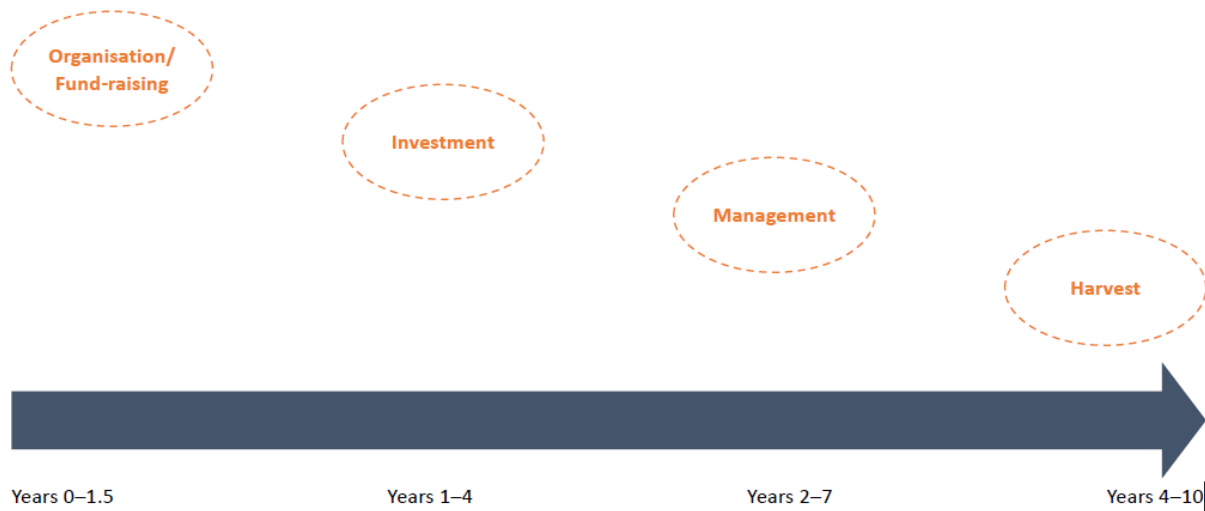 Organisation/
Fund-raising
Investment
Management
Harvest
Years 0–1.5
Years 1–4
Years 2–7
Years 4–10